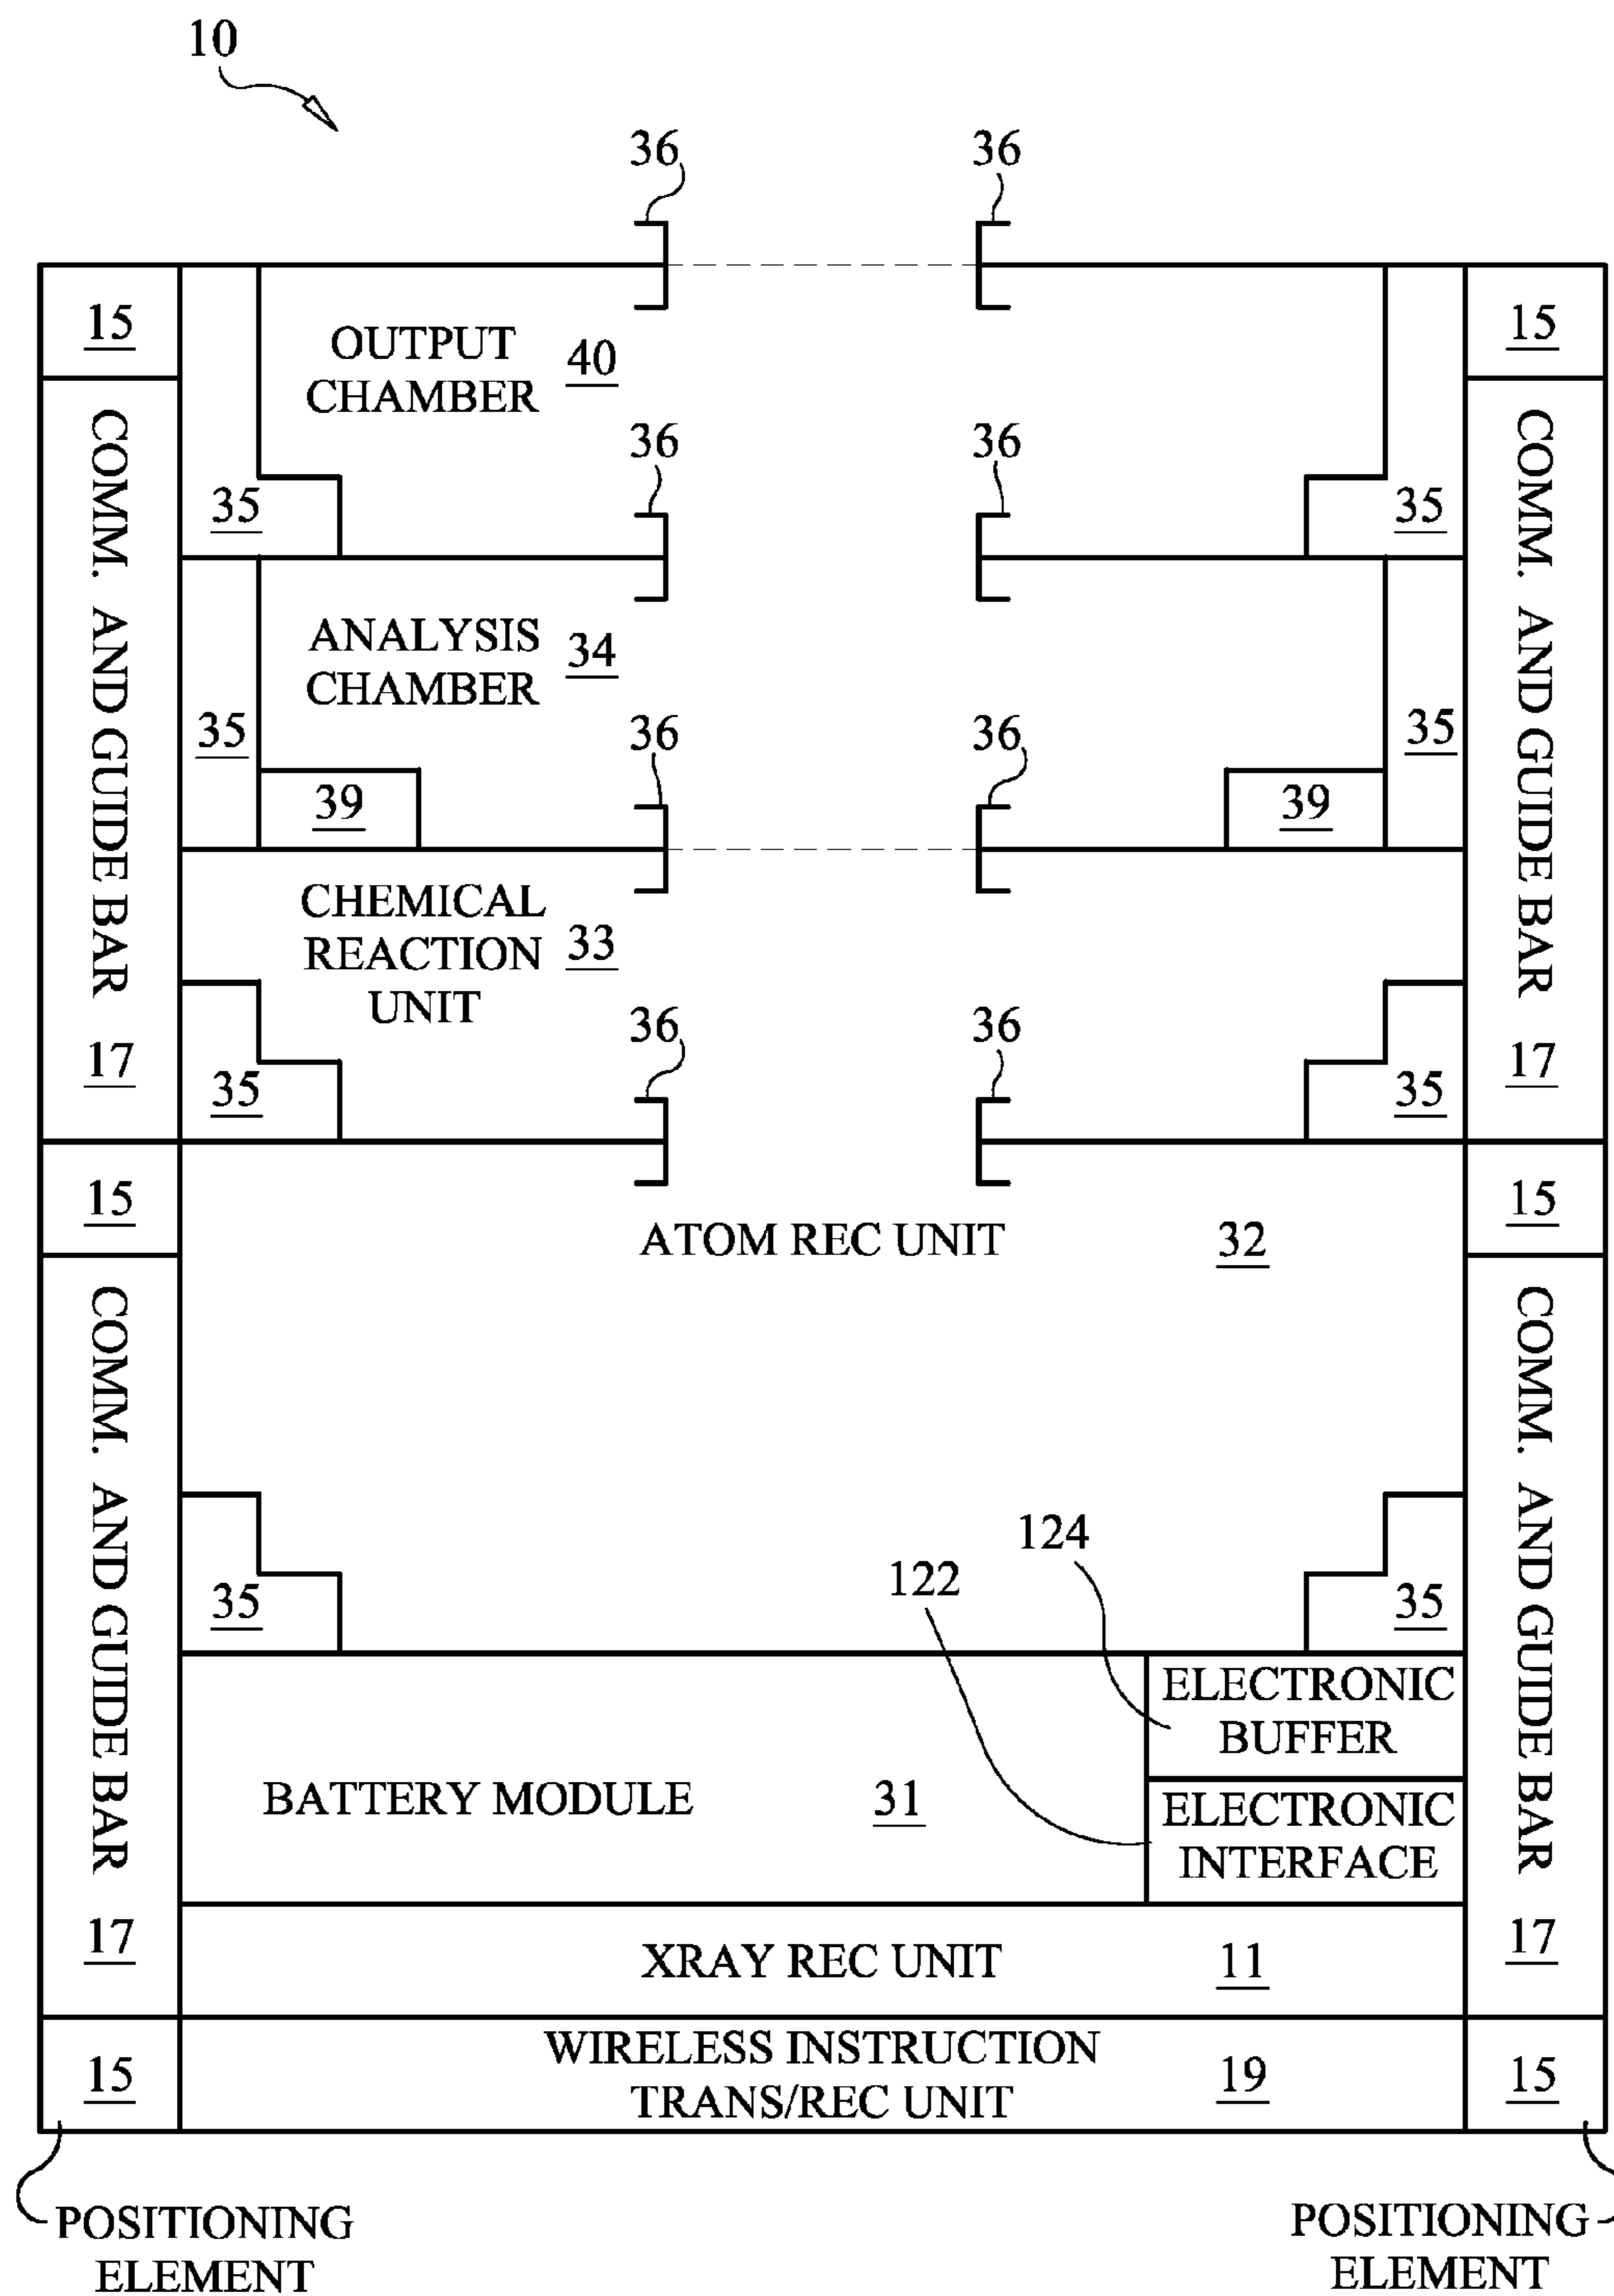 10
36 36
15 15
OUTPUT
CHAMBER 40
36 36
COMM. AND GUIDE BAR 17
COMM. AND GUIDE BAR 17
35 35
ANALYSIS
CHAMBER 34
35 35
36 36
39 39
CHEMICAL
REACTION
UNIT 33
36 36
35 35
15 15
ATOM REC UNIT 32
COMM. AND GUIDE BAR 17
COMM. AND GUIDE BAR 17
124
122
35 35
ELECTRONIC
BUFFER
BATTERY MODULE 31
ELECTRONIC
INTERFACE
XRAY REC UNIT 11
WIRELESS INSTRUCTION
TRANS/REC UNIT 19
15 15
POSITIONING
ELEMENT
POSITIONING
ELEMENT